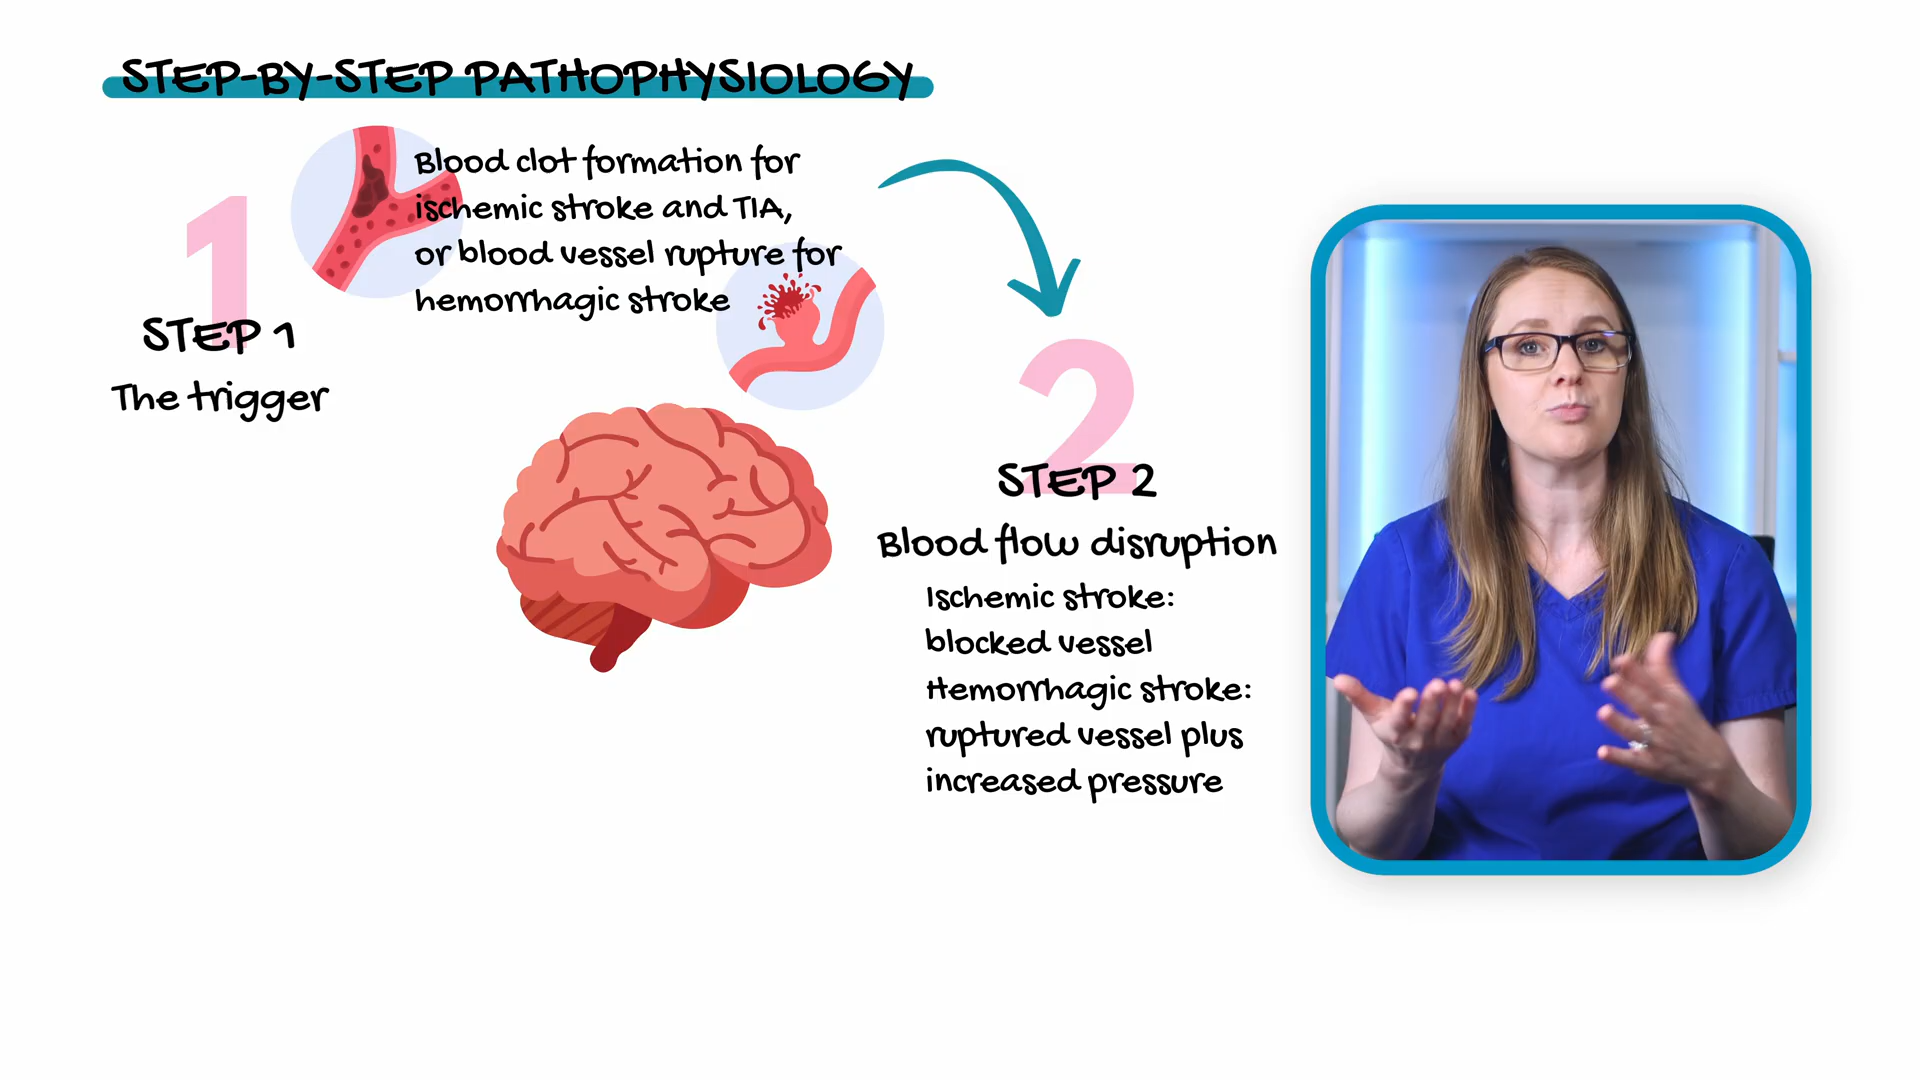 STEP-BY-STEP PATHOPHYSIOLOGY
1
STEP 1
The trigger
Blood clot formation for
ischemic stroke and TIA,
or blood vessel rupture for
hemorrhagic stroke
2
STEP 2
Blood flow disruption
Ischemic stroke:
blocked vessel
Hemorrhagic stroke:
ruptured vessel plus
increased pressure